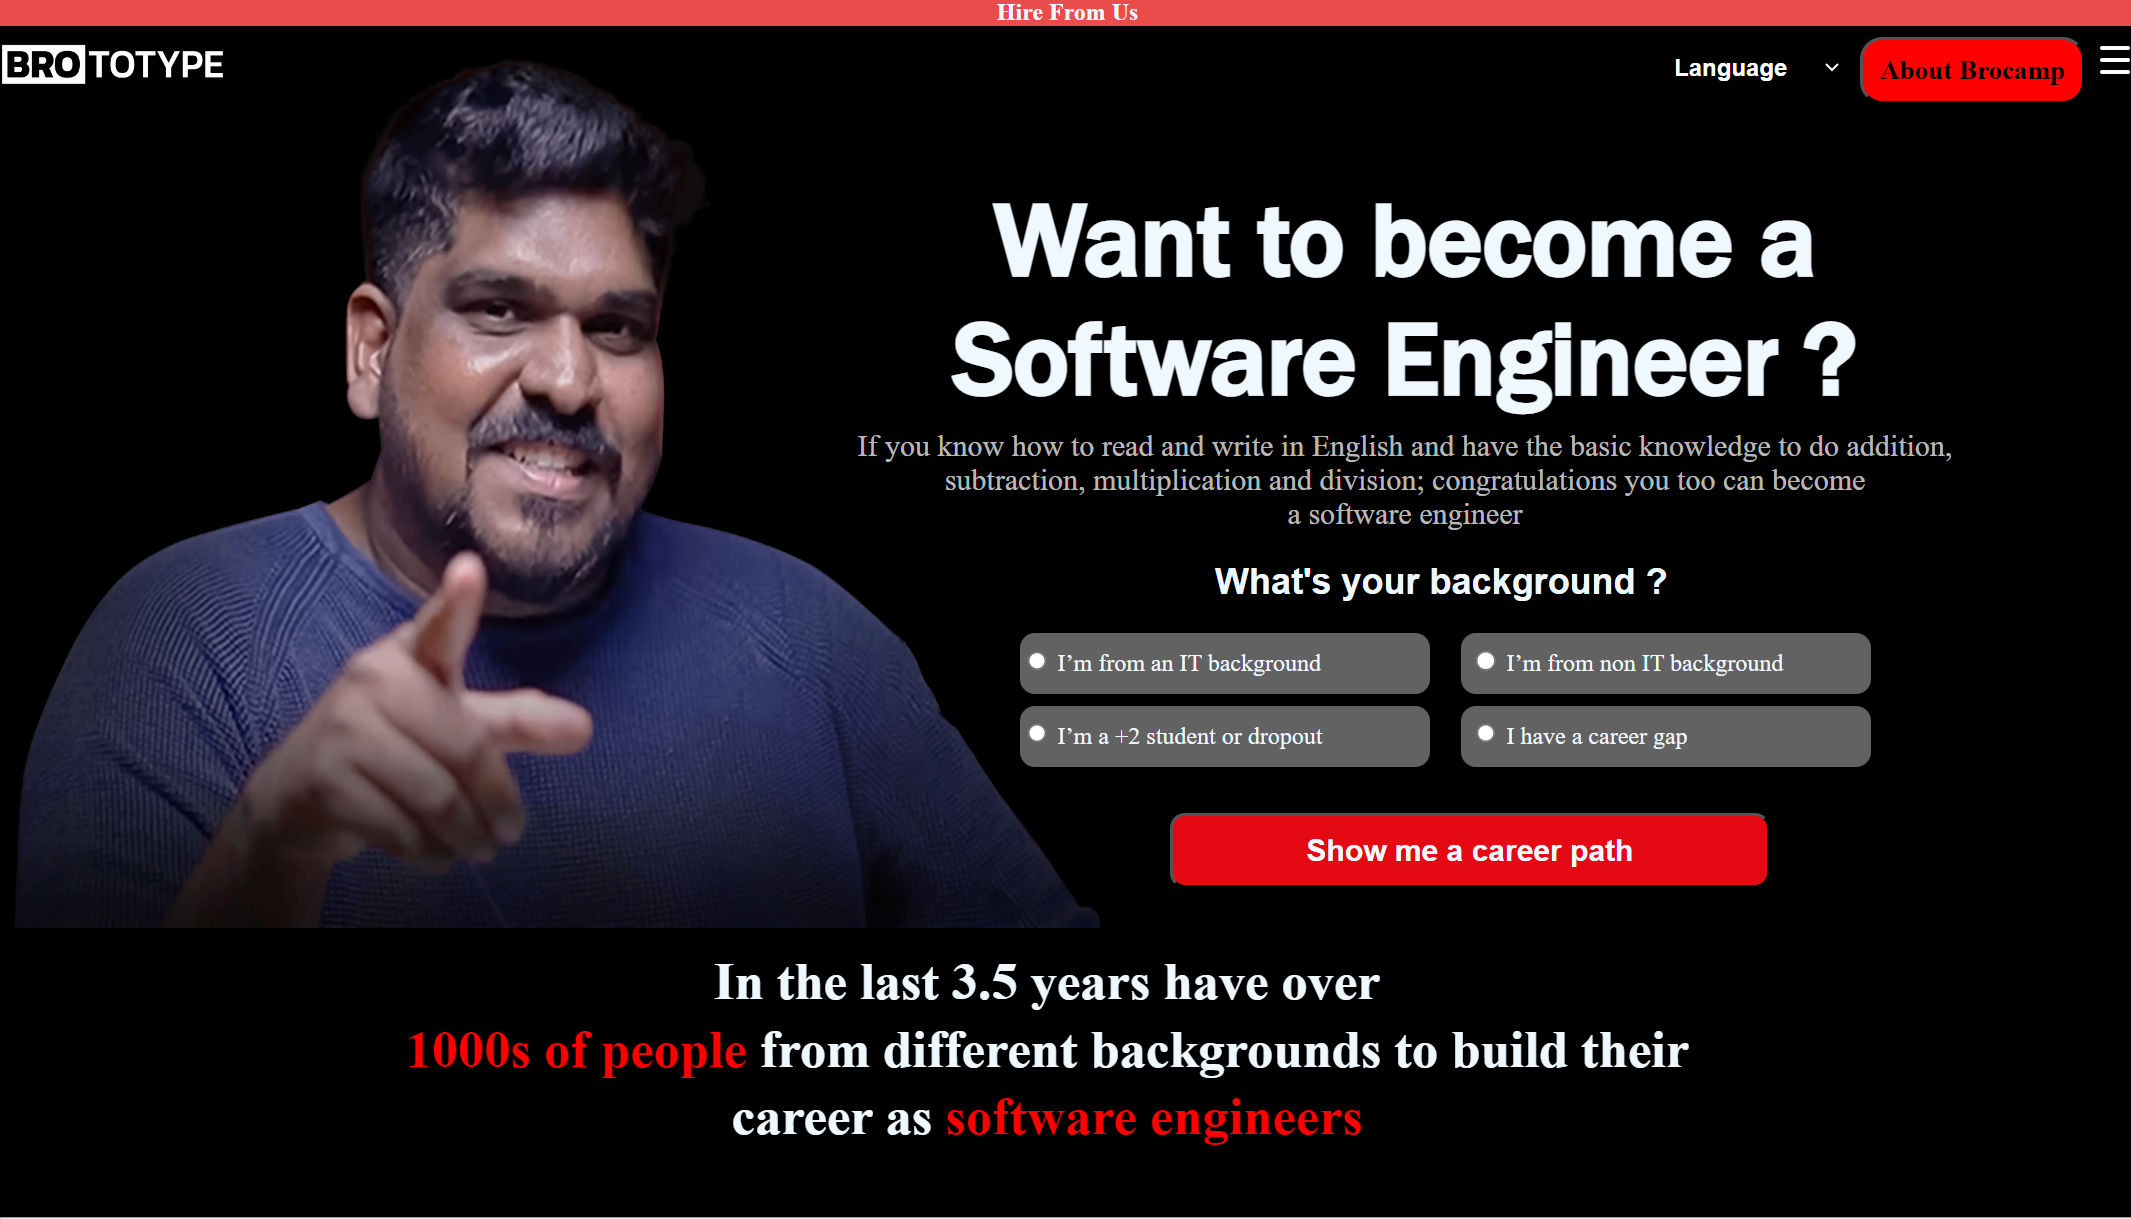 Hire From Us
BROTOTYPE
Language
About Brocamp
Want to become a
Software Engineer ?
If you know how to read and write in English and have the basic knowledge to do addition,
subtraction, multiplication and division; congratulations you too can become
a software engineer
What's your background ?
I’m from an IT background
I’m from non IT background
I’m a +2 student or dropout
I have a career gap
Show me a career path
In the last 3.5 years have over
1000s of people from different backgrounds to build their
career as software engineers